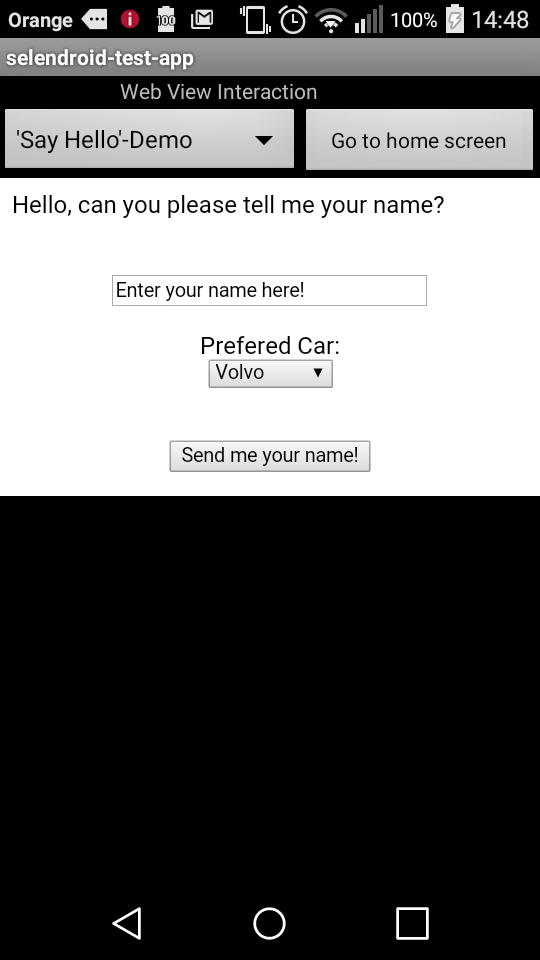 Orange 100 100% 14:48
selendroid-test-app
Web View Interaction
'Say Hello'-Demo Go to home screen
Hello, can you please tell me your name?
Enter your name here!
Prefered Car:
Volvo
Send me your name!